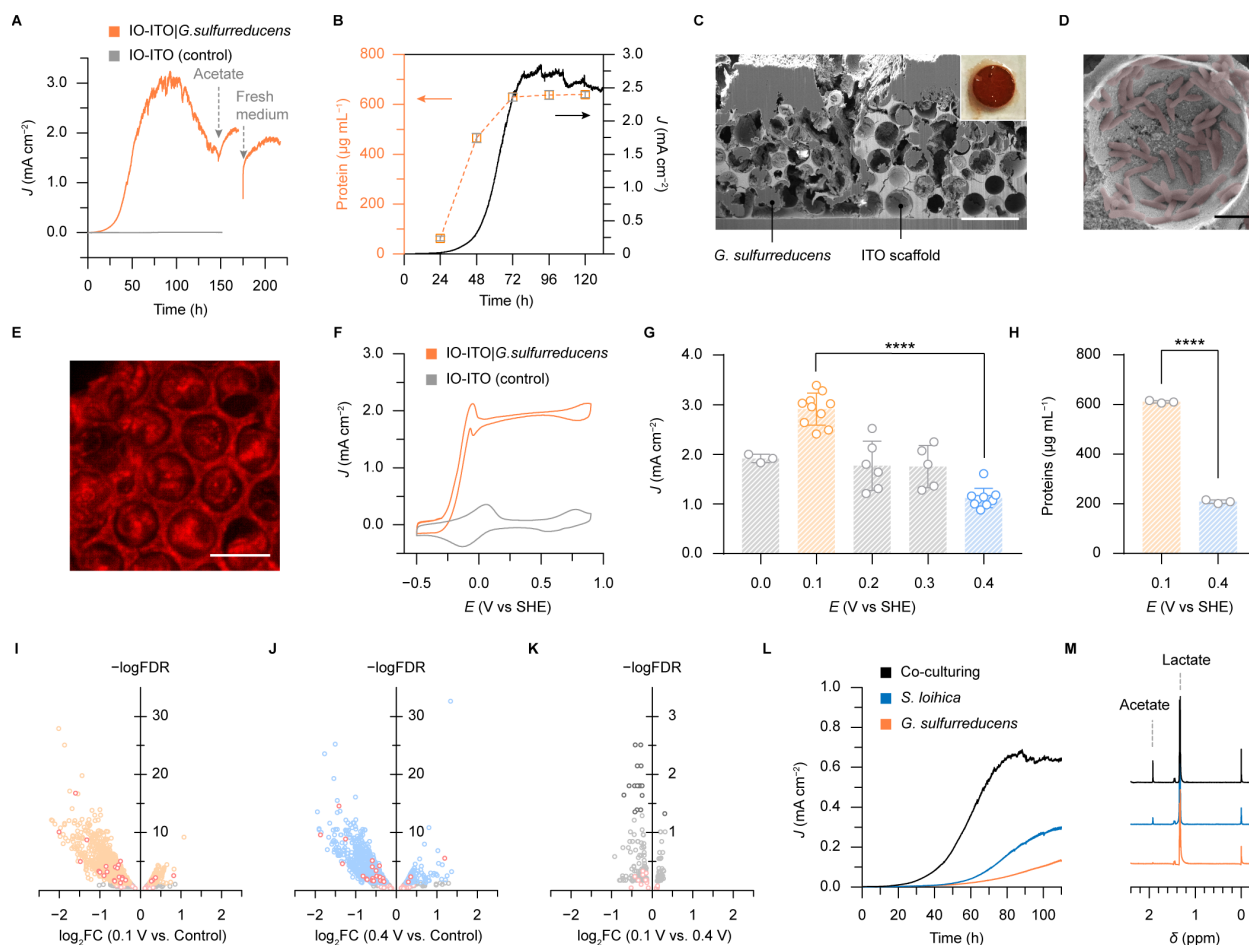 A
IO-ITO|G.sulfurreducens
IO-ITO (control)
Acetate
Fresh
medium
3.0
2.0
1.0
0.0
J (mA cm−2)
0 50 100 150 200
Time (h)
B
800
600
400
200
0
Protein (µg mL−1)
3.0
2.5
2.0
1.5
1.0
0.5
0
J (mA cm−2)
0 24 48 72 96 120
Time (h)
C
G. sulfurreducens
ITO scaffold
D
E
F
IO-ITO|G.sulfurreducens
IO-ITO (control)
3.0
2.0
1.0
0.0
J (mA cm−2)
−0.5 0.0 0.5 1.0
E (V vs SHE)
G
****
4.0
3.0
2.0
1.0
0.0
J (mA cm−2)
0.0 0.1 0.2 0.3 0.4
E (V vs SHE)
H
****
800
600
400
200
0
Proteins (µg mL−1)
0.1 0.4
E (V vs SHE)
I
−logFDR
30
20
10
−2 −1 0 1 2
log2FC (0.1 V vs. Control)
J
−logFDR
30
20
10
−2 −1 0 1 2
log2FC (0.4 V vs. Control)
K
−logFDR
3
2
1
−2 −1 0 1 2
log2FC (0.1 V vs. 0.4 V)
L
Co-culturing
S. loihica
G. sulfurreducens
1.0
0.8
0.6
0.4
0.2
0.0
J (mA cm−2)
0 20 40 60 80 100
Time (h)
M
Lactate
Acetate
2 1 0
δ (ppm)